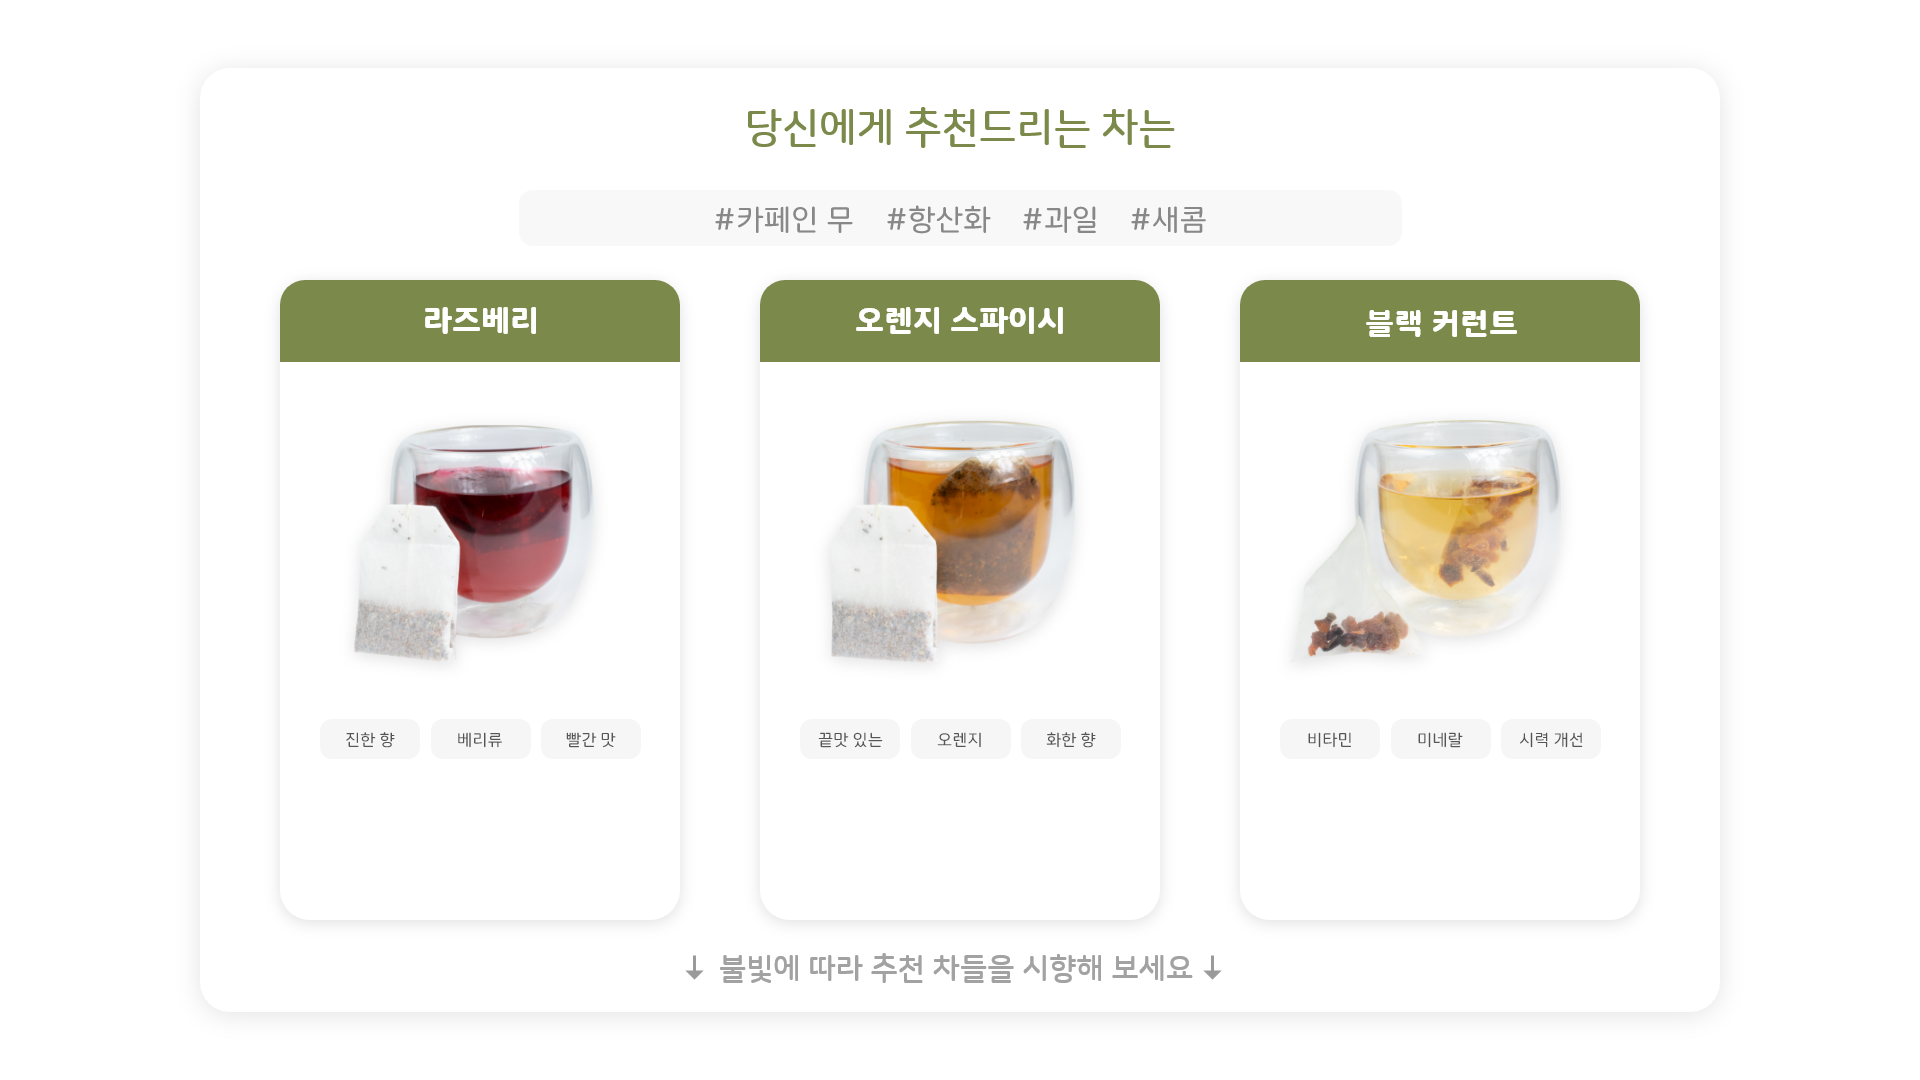 당신에게 추천드리는 차는
#카페인 무 #항산화 #과일 #새콤
라즈베리
진한 향 베리류 빨간 맛
오렌지 스파이시
끝맛 있는 오렌지 화한 향
블랙 커런트
비타민 미네랄 시력 개선
↓ 불빛에 따라 추천 차들을 시향해 보세요 ↓